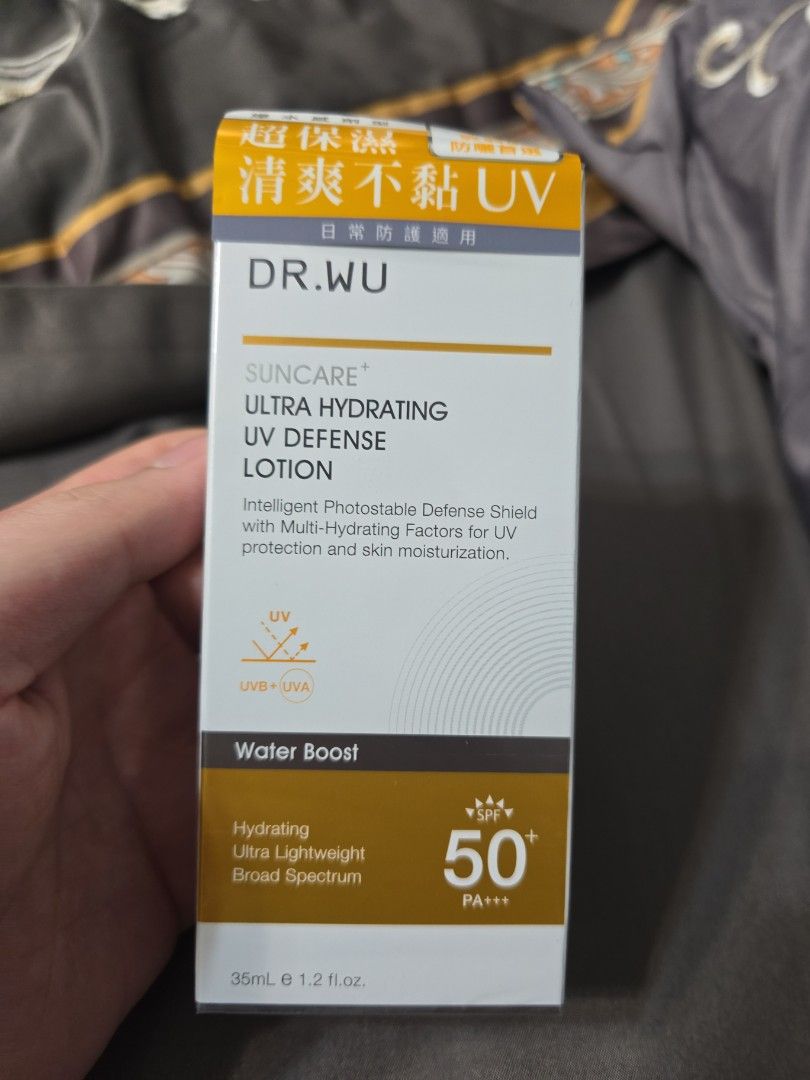 超保濕
防曬首選
清爽不黏 UV
日常防護適用
DR.WU
SUNCARE+
ULTRA HYDRATING
UV DEFENSE
LOTION
Intelligent Photostable Defense Shield
with Multi-Hydrating Factors for UV
protection and skin moisturization.
UV
UVB+UVA
Water Boost
Hydrating
Ultra Lightweight
Broad Spectrum
SPF
50+
PA+++
35mL e 1.2 fl.oz.